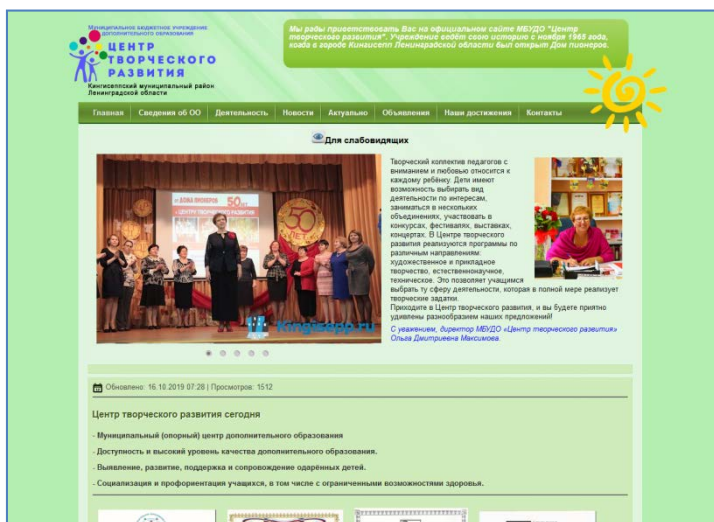 Муниципальное бюджетное учреждение
дополнительного образования
ЦЕНТР
ТВОРЧЕСКОГО
РАЗВИТИЯ
Кингисеппский муниципальный район
Ленинградской области
Мы рады приветствовать Вас на официальном сайте МБУДО "Центр
творческого развития". Учреждение ведёт свою историю с ноября 1965 года,
когда в городе Кингисепп Ленинградской области был открыт Дом пионеров.
Главная Сведения об ОО Деятельность Новости Актуально Объявления Наши достижения Контакты
Для слабовидящих
от ДОМА ПИОНЕРОВ 50 лет
к ЦЕНТРУ ТВОРЧЕСКОГО РАЗВИТИЯ
50
ЛЕТ
Kingisepp.ru
Творческий коллектив педагогов с
вниманием и любовью относится к
каждому ребёнку. Дети имеют
возможность выбирать вид
деятельности по интересам,
заниматься в нескольких
объединениях, участвовать в
конкурсах, фестивалях, выставках,
концертах. В Центре творческого
развития реализуются программы по
различным направлениям:
художественное и прикладное
творчество, естественнонаучное,
техническое. Это позволяет учащимся
выбрать ту сферу деятельности, которая в полной мере реализует
творческие задатки.
Приходите в Центр творческого развития, и вы будете приятно
удивлены разнообразием наших предложений!
С уважением, директор МБУДО «Центр творческого развития»
Ольга Дмитриевна Максимова.
Обновлено: 16.10.2019 07:28 | Просмотров: 1512
Центр творческого развития сегодня
- Муниципальный (опорный) центр дополнительного образования
- Доступность и высокий уровень качества дополнительного образования.
- Выявление, развитие, поддержка и сопровождение одарённых детей.
- Социализация и профориентация учащихся, в том числе с ограниченными возможностями здоровья.